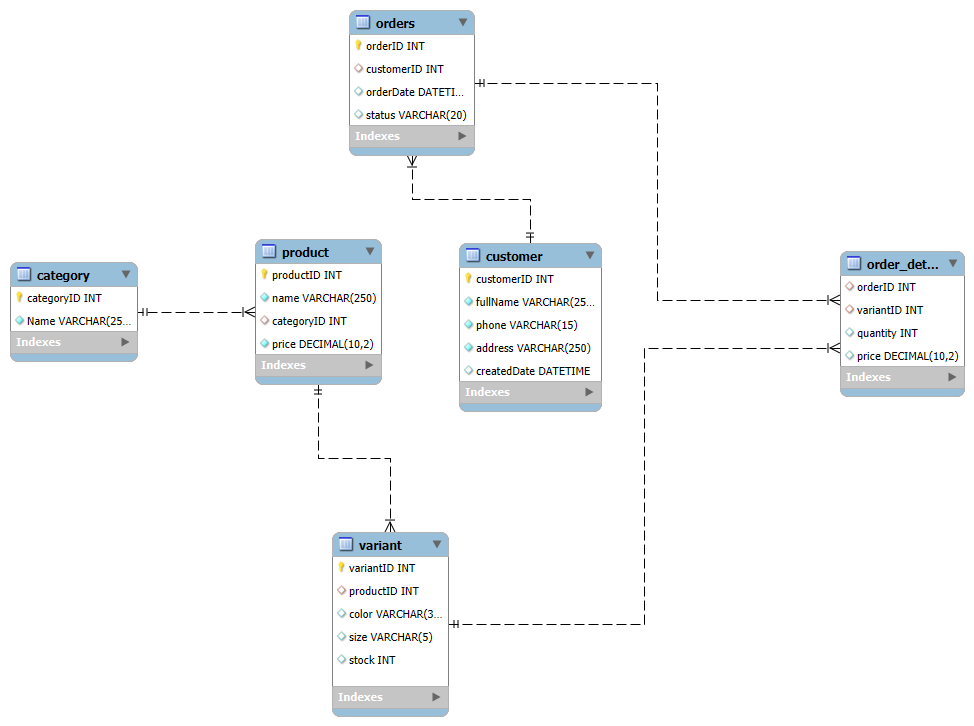 orders
orderID INT
customerID INT
orderDate DATETI...
status VARCHAR(20)
Indexes
category
categoryID INT
Name VARCHAR(25...
Indexes
product
productID INT
name VARCHAR(250)
categoryID INT
price DECIMAL(10,2)
Indexes
customer
customerID INT
fullName VARCHAR(25...
phone VARCHAR(15)
address VARCHAR(250)
createdDate DATETIME
Indexes
order_det...
orderID INT
variantID INT
quantity INT
price DECIMAL(10,2)
Indexes
variant
variantID INT
productID INT
color VARCHAR(3...
size VARCHAR(5)
stock INT
Indexes